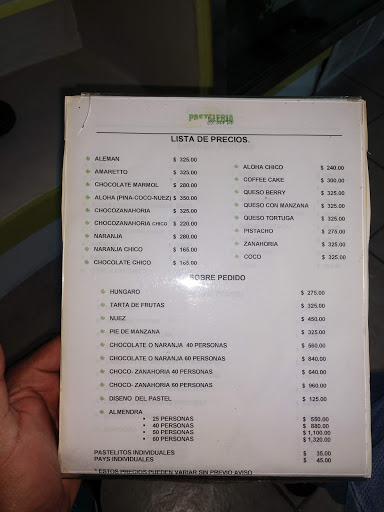 PASTELERIA
LISTA DE PRECIOS.
ALEMAN $ 325.00
AMARETTO $ 325.00
CHOCOLATE MARMOL $ 280.00
ALOHA (PINA-COCO-NUEZ) $ 350.00
CHOCOZANAHORIA $ 325.00
CHOCOZANAHORIA CHICO $ 220.00
NARANJA $ 280.00
NARANJA CHICO $ 165.00
CHOCOLATE CHICO $ 165.00
ALOHA CHICO $ 240.00
COFFEE CAKE $ 300.00
QUESO BERRY $ 325.00
QUESO CON MANZANA $ 325.00
QUESO TORTUGA $ 325.00
PISTACHO $ 275.00
ZANAHORIA $ 325.00
COCO $ 325.00
SOBRE PEDIDO
HUNGARO $ 275.00
TARTA DE FRUTAS $ 325.00
NUEZ $ 450.00
PIE DE MANZANA $ 325.00
CHOCOLATE O NARANJA 40 PERSONAS $ 560.00
CHOCOLATE O NARANJA 60 PERSONAS $ 840.00
CHOCO- ZANAHORIA 40 PERSONAS $ 640.00
CHOCO- ZANAHORIA 60 PERSONAS $ 960.00
DISENO DEL PASTEL $ 125.00
ALMENDRA
• 25 PERSONAS $ 550.00
• 40 PERSONAS $ 880.00
• 50 PERSONAS $ 1,100.00
• 60 PERSONAS $ 1,320.00
PASTELITOS INDIVIDUALES $ 35.00
PAYS INDIVIDUALES $ 45.00
* ESTOS PRECIOS PUEDEN VARIAR SIN PREVIO AVISO